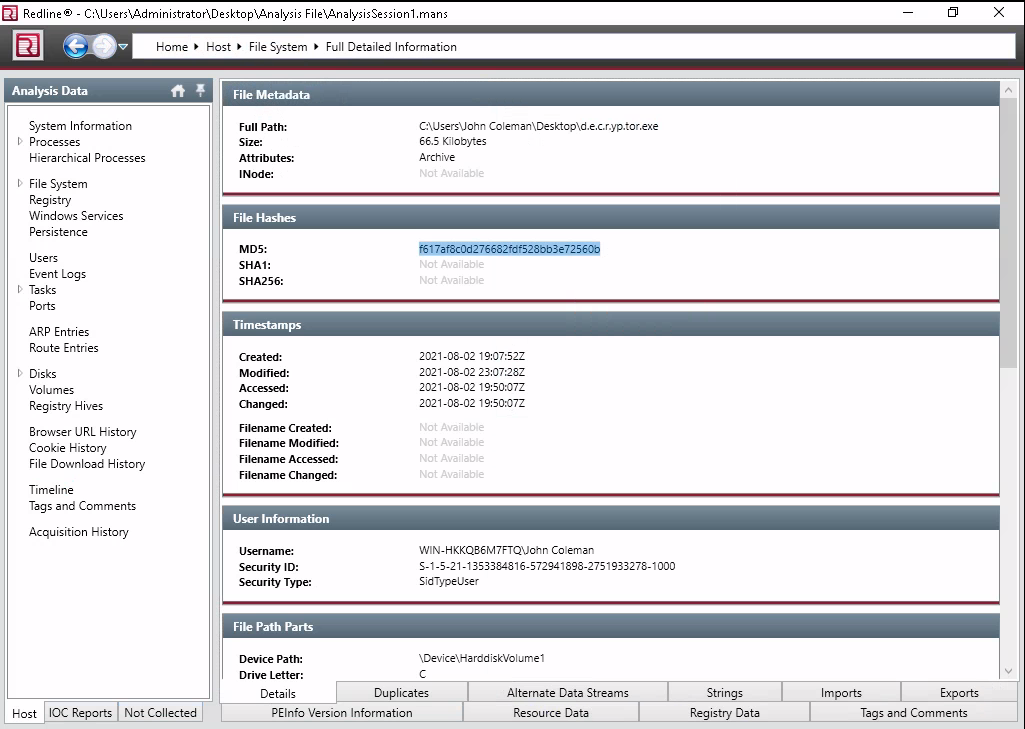 Redline® - C:\Users\Administrator\Desktop\Analysis File\AnalysisSession1.mans
Home Host File System Full Detailed Information
Analysis Data
System Information
Processes
Hierarchical Processes
File System
Registry
Windows Services
Persistence
Users
Event Logs
Tasks
Ports
ARP Entries
Route Entries
Disks
Volumes
Registry Hives
Browser URL History
Cookie History
File Download History
Timeline
Tags and Comments
Acquisition History
Host IOC Reports Not Collected
File Metadata
Full Path: C:\Users\John Coleman\Desktop\d.e.c.r.yp.tor.exe
Size: 66.5 Kilobytes
Attributes: Archive
INode: Not Available
File Hashes
MD5: f617af8c0d276682fdf528bb3e72560b
SHA1: Not Available
SHA256: Not Available
Timestamps
Created: 2021-08-02 19:07:52Z
Modified: 2021-08-02 23:07:28Z
Accessed: 2021-08-02 19:50:07Z
Changed: 2021-08-02 19:50:07Z
Filename Created: Not Available
Filename Modified: Not Available
Filename Accessed: Not Available
Filename Changed: Not Available
User Information
Username: WIN-HKKQB6M7FTQ\John Coleman
Security ID: S-1-5-21-1353384816-572941898-2751933278-1000
Security Type: SidTypeUser
File Path Parts
Device Path: \Device\HarddiskVolume1
Drive Letter: C
Details Duplicates Alternate Data Streams Strings Imports Exports
PEInfo Version Information Resource Data Registry Data Tags and Comments